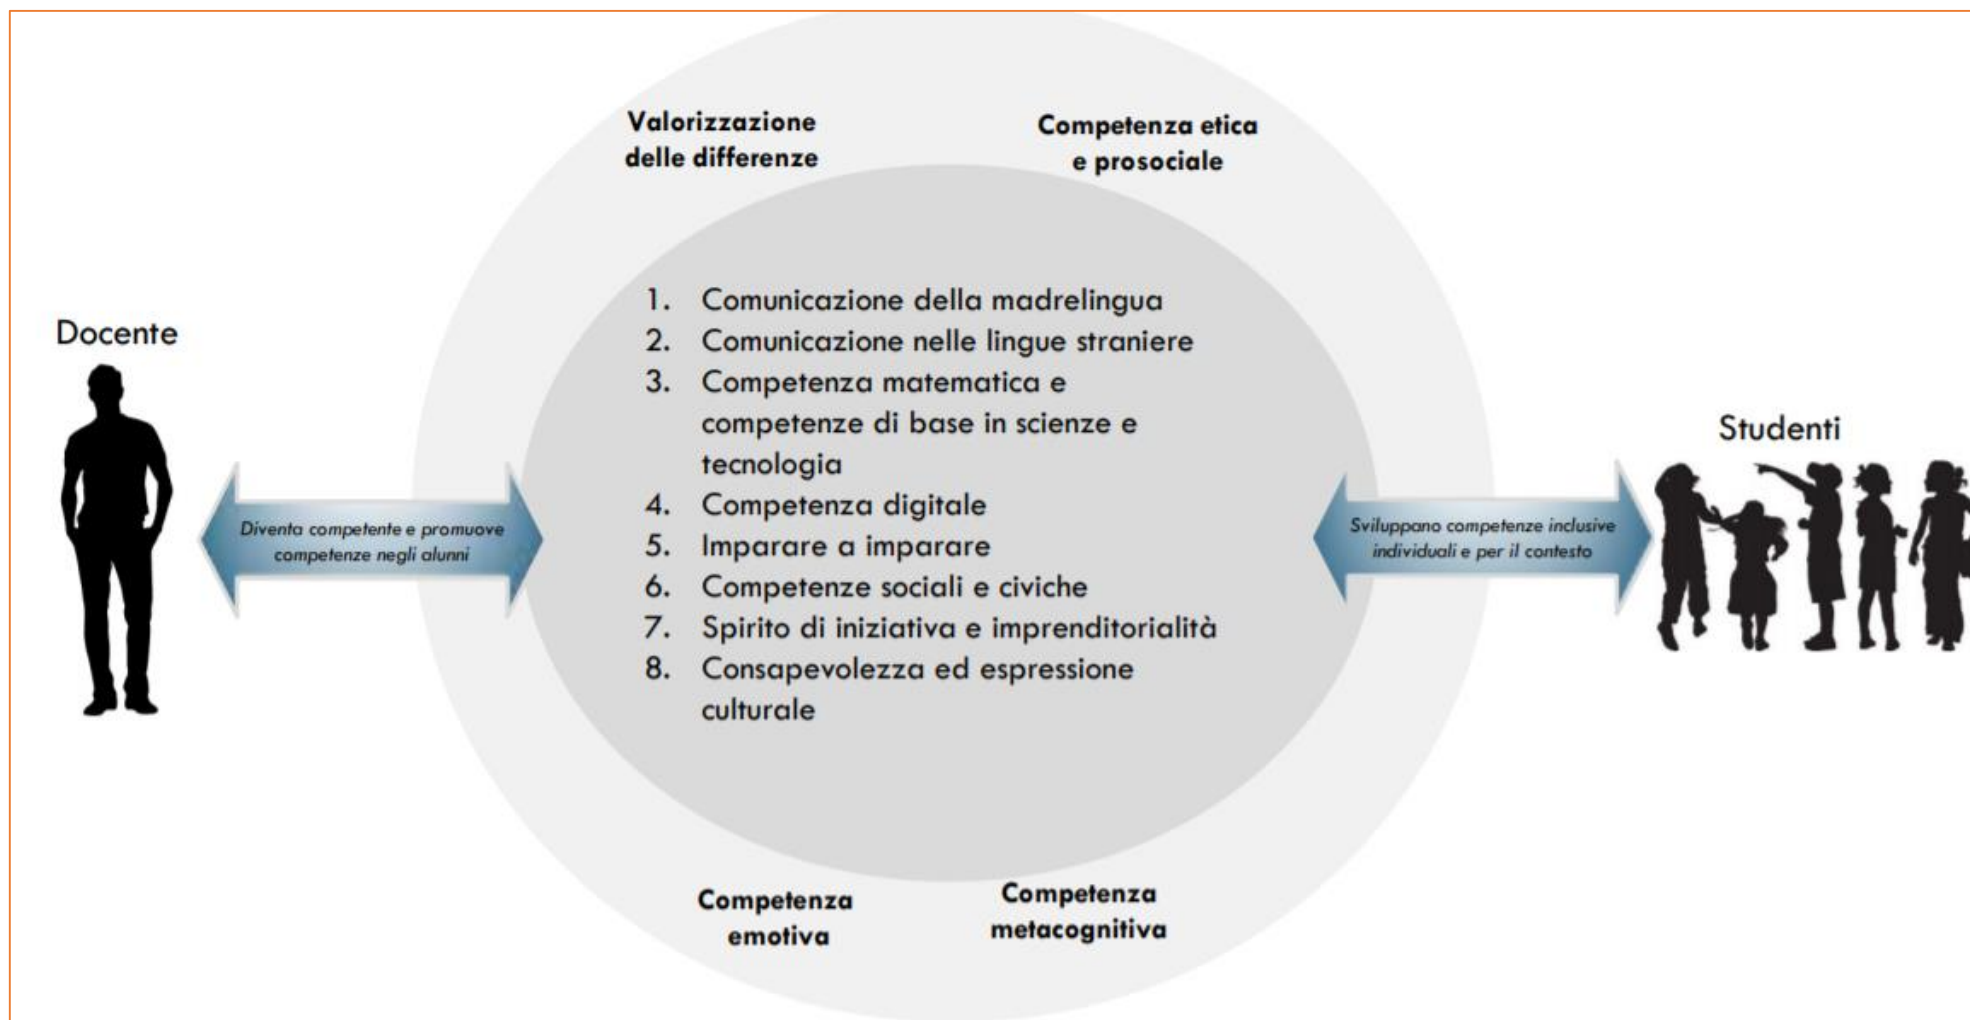 Valorizzazione
delle differenze
Competenza etica
e prosociale
Docente
Diventa competente e promuove
competenze negli alunni
1. Comunicazione della madrelingua
2. Comunicazione nelle lingue straniere
3. Competenza matematica e
competenze di base in scienze e
tecnologia
4. Competenza digitale
5. Imparare a imparare
6. Competenze sociali e civiche
7. Spirito di iniziativa e imprenditorialità
8. Consapevolezza ed espressione
culturale
Studenti
Sviluppano competenze inclusive
individuali e per il contesto
Competenza
emotiva
Competenza
metacognitiva